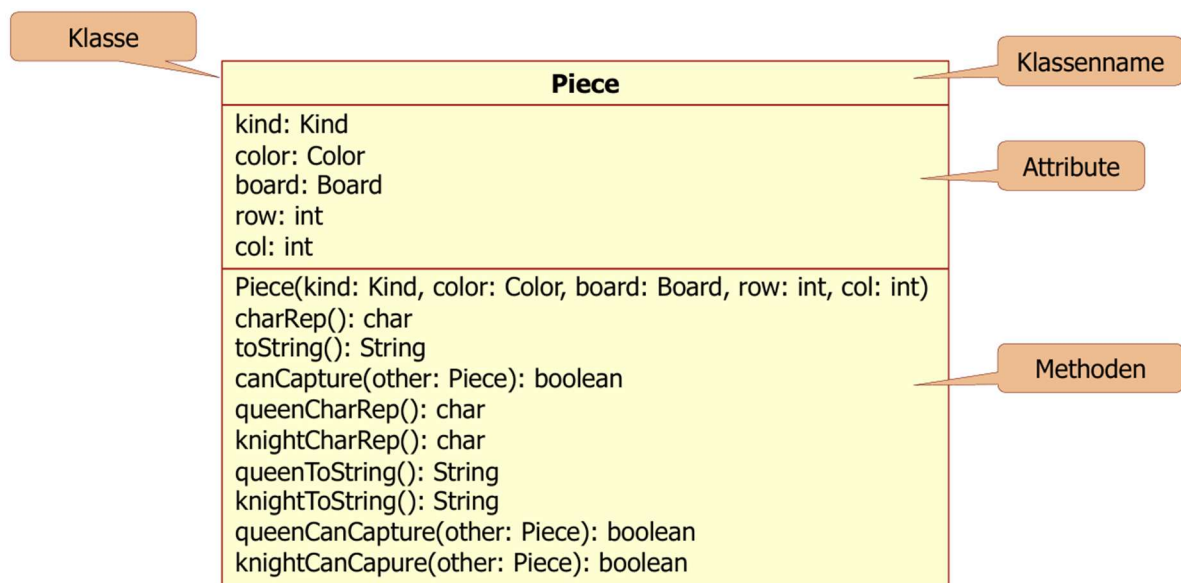 Klasse
Klassenname
Piece
kind: Kind
color: Color
board: Board
row: int
col: int
Attribute
Piece(kind: Kind, color: Color, board: Board, row: int, col: int)
charRep(): char
toString(): String
canCapture(other: Piece): boolean
queenCharRep(): char
knightCharRep(): char
queenToString(): String
knightToString(): String
queenCanCapture(other: Piece): boolean
knightCanCapure(other: Piece): boolean
Methoden